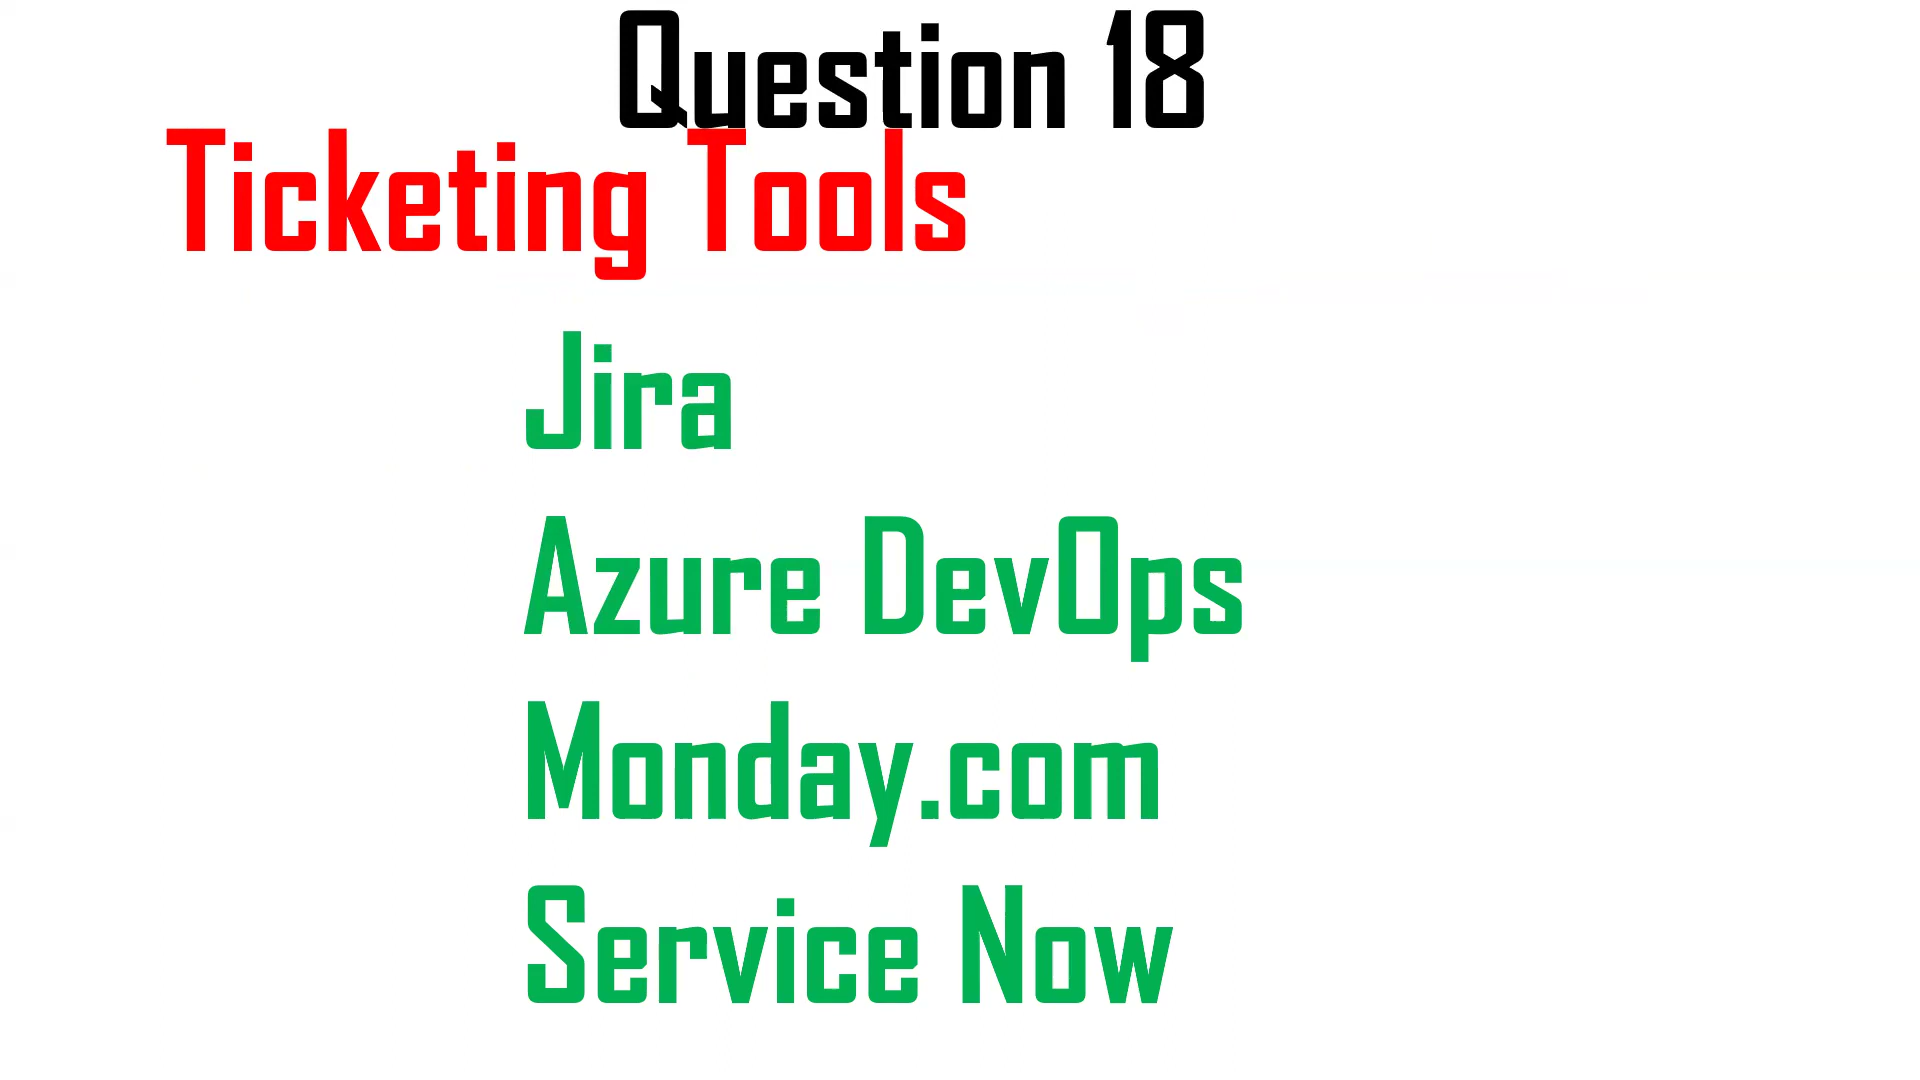 Question 18
Ticketing Tools
Jira
Azure DevOps
Monday.com
Service Now